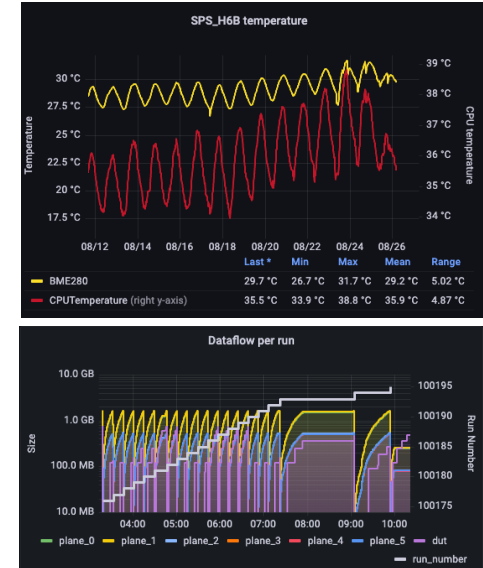 SPS_H6B temperature
30 °C
27.5 °C
25 °C
22.5 °C
20 °C
17.5 °C
Temperature
39 °C
38 °C
37 °C
36 °C
35 °C
34 °C
CPU temperature
08/12 08/14 08/16 08/18 08/20 08/22 08/24 08/26
Last * Min Max Mean Range
BME280 29.7 °C 26.7 °C 31.7 °C 29.2 °C 5.02 °C
CPUTemperature (right y-axis) 35.5 °C 33.9 °C 38.8 °C 35.9 °C 4.87 °C
Dataflow per run
10.0 GB
1.0 GB
100.0 MB
10.0 MB
Size
100195
100190
100185
100180
100175
Run Number
04:00 05:00 06:00 07:00 08:00 09:00 10:00
plane_0 plane_1 plane_2 plane_3 plane_4 plane_5 dut
run_number